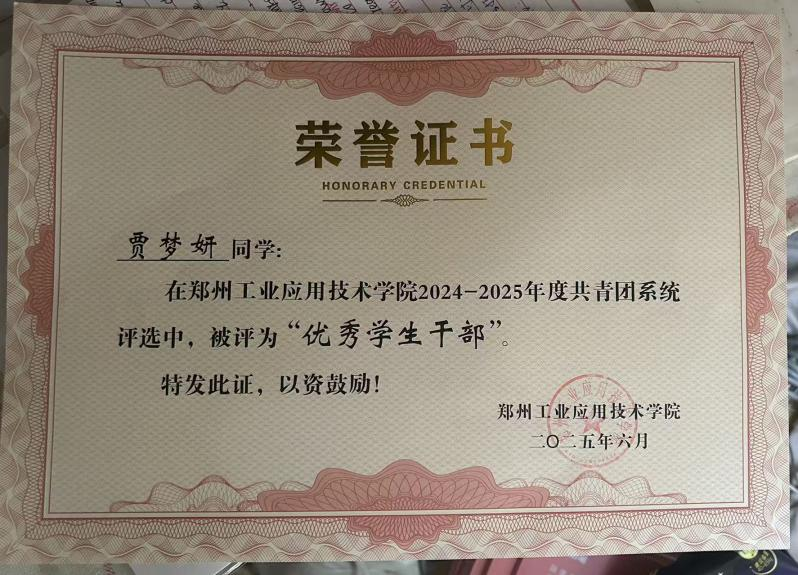 荣誉证书
HONORARY CREDENTIAL
贾梦妍 同学:
在郑州工业应用技术学院2024-2025年度共青团系统
评选中，被评为“优秀学生干部”。
特发此证，以资鼓励！
郑州工业应用技术学院
二〇二五年六月